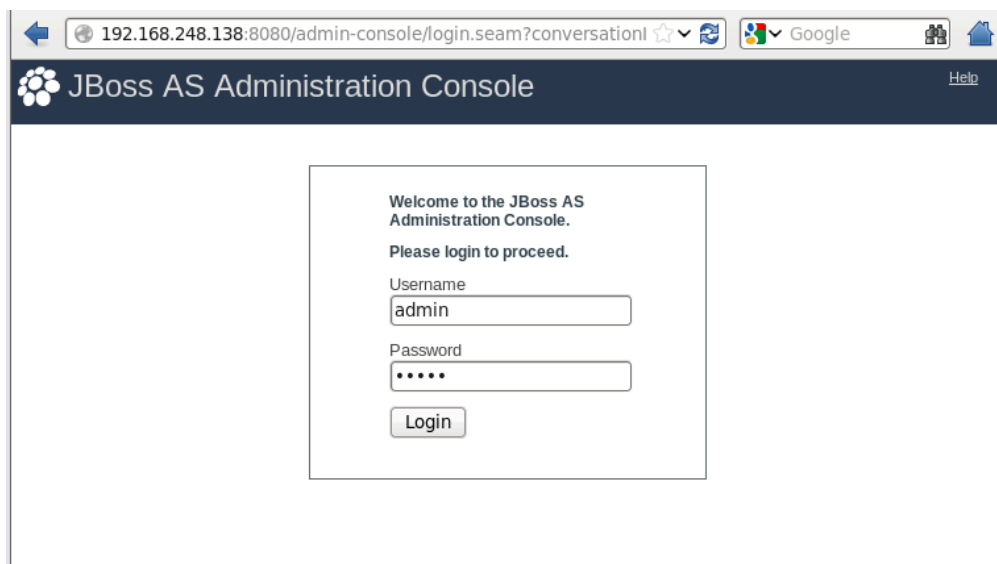 192.168.248.138:8080/admin-console/login.seam?conversationI
Google
JBoss AS Administration Console
Help
Welcome to the JBoss AS
Administration Console.
Please login to proceed.
Username
admin
Password
•••••
Login